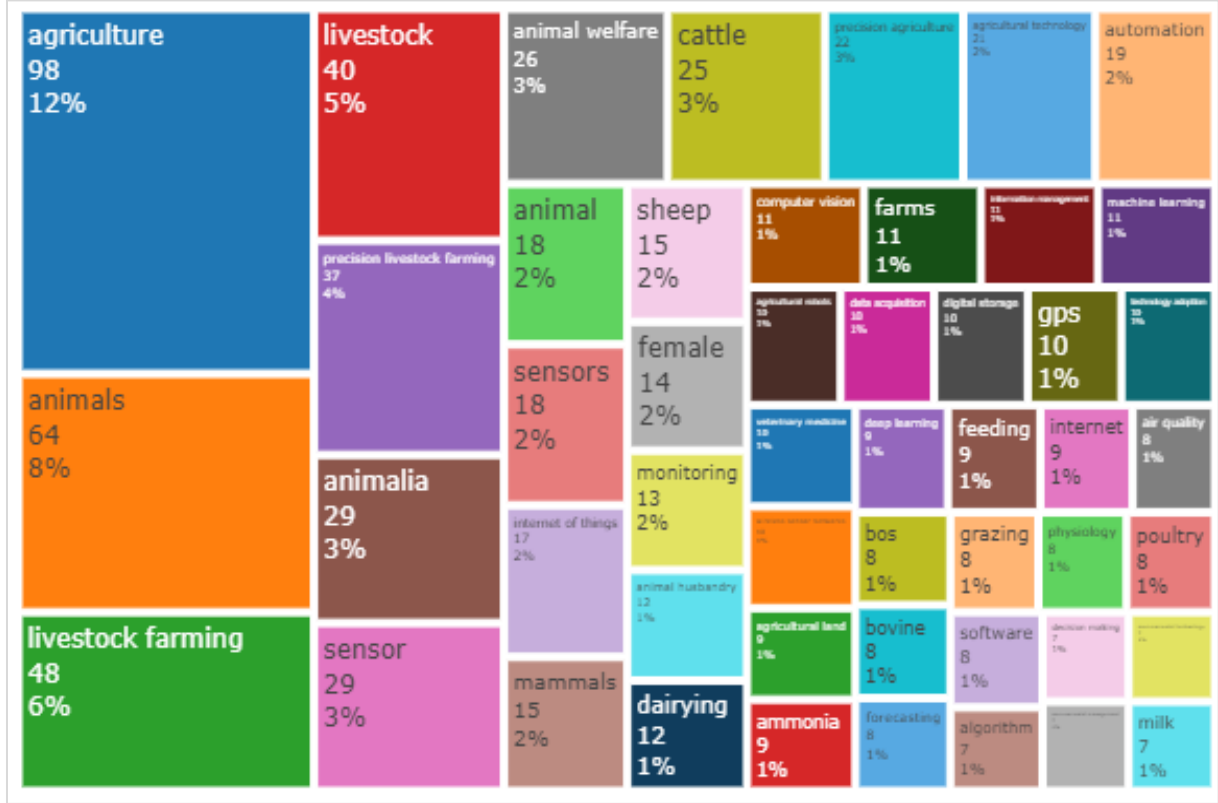 agriculture
98
12%
animals
64
8%
livestock farming
48
6%
livestock
40
5%
precision livestock farming
37
4%
animalia
29
3%
sensor
29
3%
animal welfare
26
3%
cattle
25
3%
precision agriculture
22
3%
agricultural technology
21
2%
automation
19
2%
animal
18
2%
sensors
18
2%
internet of things
17
2%
mammals
15
2%
sheep
15
2%
female
14
2%
monitoring
13
2%
animal husbandry
12
1%
dairying
12
1%
computer vision
11
1%
farms
11
1%
information management
11
1%
machine learning
11
1%
agricultural robots
10
1%
data acquisition
10
1%
digital storage
10
1%
gps
10
1%
technology adoption
10
1%
veterinary medicine
10
1%
agricultural land
9
1%
ammonia
9
1%
deep learning
9
1%
feeding
9
1%
internet
9
1%
air quality
8
1%
bos
8
1%
bovine
8
1%
forecasting
8
1%
grazing
8
1%
physiology
8
1%
poultry
8
1%
software
8
1%
algorithm
7
1%
decision making
7
1%
milk
7
1%